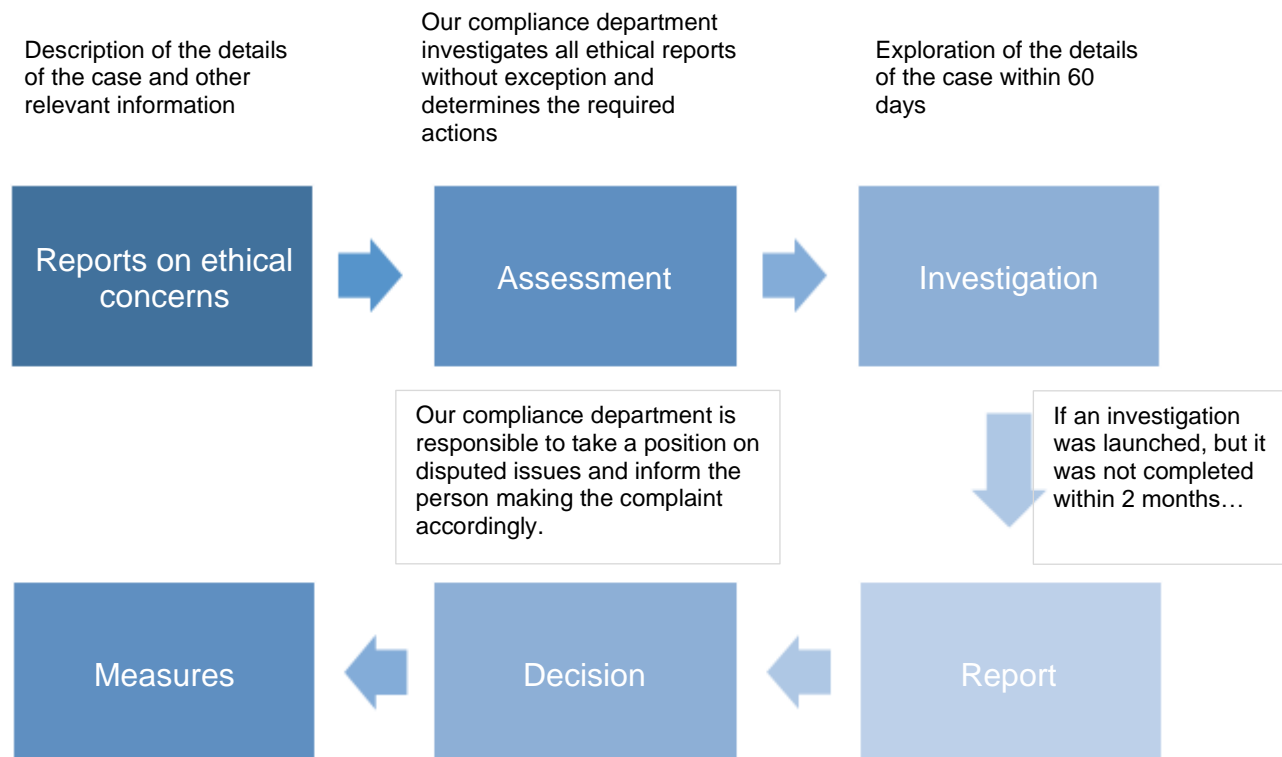 Description of the details
of the case and other
relevant information
Our compliance department
investigates all ethical reports
without exception and
determines the required
actions
Exploration of the details
of the case within 60
days
Reports on ethical
concerns
Assessment
Investigation
Our compliance department is
responsible to take a position on
disputed issues and inform the
person making the complaint
accordingly.
If an investigation
was launched, but it
was not completed
within 2 months…
Measures
Decision
Report